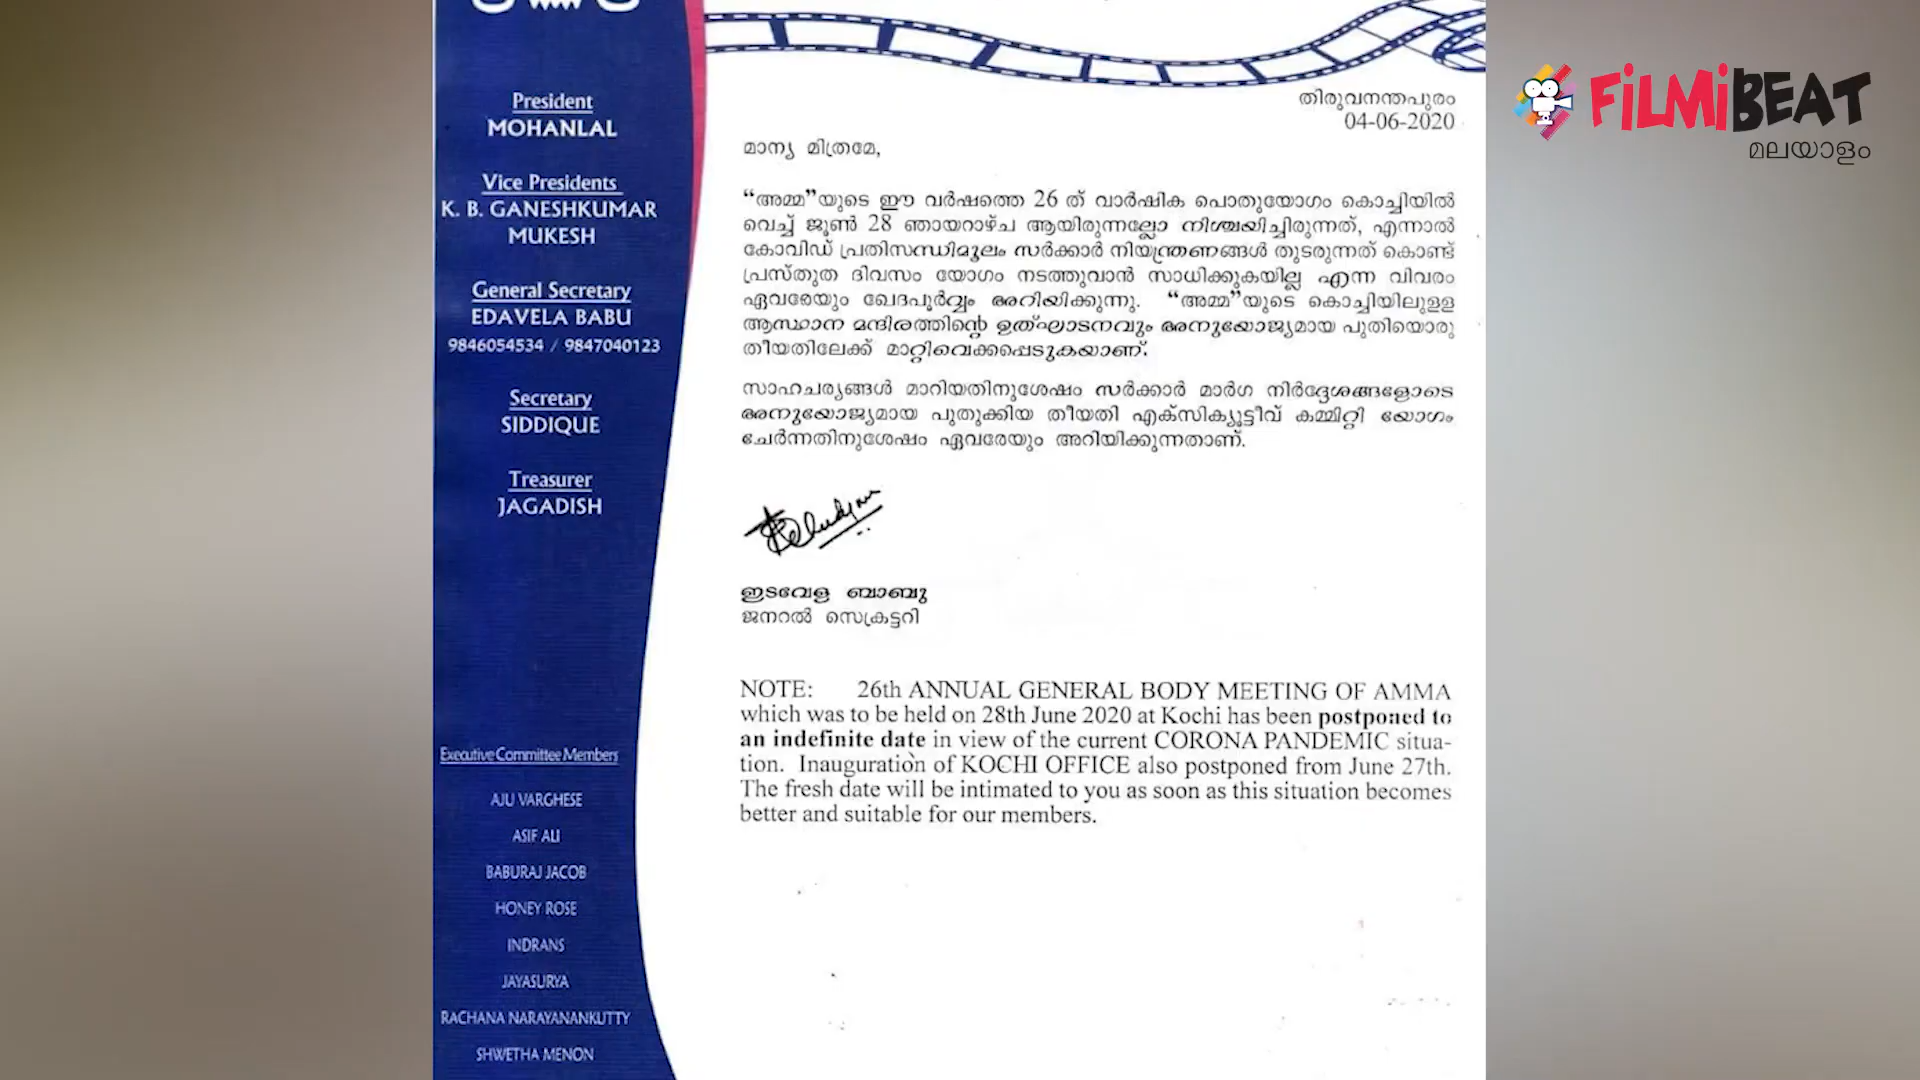 President
MOHANLAL
Vice Presidents
K. B. GANESHKUMAR
MUKESH
General Secretary
EDAVELA BABU
9846054534 / 9847040123
Secretary
SIDDIQUE
Treasurer
JAGADISH
Executive Committee Members
AJU VARGHESE
ASIF ALI
BABURAJ JACOB
HONEY ROSE
INDRANS
JAYASURYA
RACHANA NARAYANANKUTTY
SHWETHA MENON
തിരുവനന്തപുരം
04-06-2020
മാന്യ മിത്രമേ,
“അമ്മ”യുടെ ഈ വർഷത്തെ 26 ത് വാർഷിക പൊതുയോഗം കൊച്ചിയിൽ
വെച്ച് ജൂൺ 28 ഞായറാഴ്ച ആയിരുന്നല്ലോ നിശ്ചയിച്ചിരുന്നത്, എന്നാൽ
കോവിഡ് പ്രതിസന്ധിമൂലം സർക്കാർ നിയന്ത്രണങ്ങൾ തുടരുന്നത് കൊണ്ട്
പ്രസ്തുത ദിവസം യോഗം നടത്തുവാൻ സാധിക്കുകയില്ല എന്ന വിവരം
ഏവരേയും ഖേദപൂർവ്വം അറിയിക്കുന്നു. “അമ്മ”യുടെ കൊച്ചിയിലുളള
ആസ്ഥാന മന്ദിരത്തിന്റെ ഉത്ഘാടനവും അനുയോജ്യമായ പുതിയൊരു
തീയതിലേക്ക് മാറ്റിവെക്കപ്പെടുകയാണ്.
സാഹചര്യങ്ങൾ മാറിയതിനുശേഷം സർക്കാർ മാർഗ നിർദ്ദേശങ്ങളോടെ
അനുയോജ്യമായ പുതുക്കിയ തീയതി എക്സിക്യൂട്ടീവ് കമ്മിറ്റി യോഗം
ചേർന്നതിനുശേഷം ഏവരേയും അറിയിക്കുന്നതാണ്.
ഇടവേള ബാബു
ജനറൽ സെക്രട്ടറി
NOTE: 26th ANNUAL GENERAL BODY MEETING OF AMMA
which was to be held on 28th June 2020 at Kochi has been postponed to
an indefinite date in view of the current CORONA PANDEMIC situa-
tion. Inauguration of KOCHI OFFICE also postponed from June 27th.
The fresh date will be intimated to you as soon as this situation becomes
better and suitable for our members.
FiLMiBEAT
മലയാളം